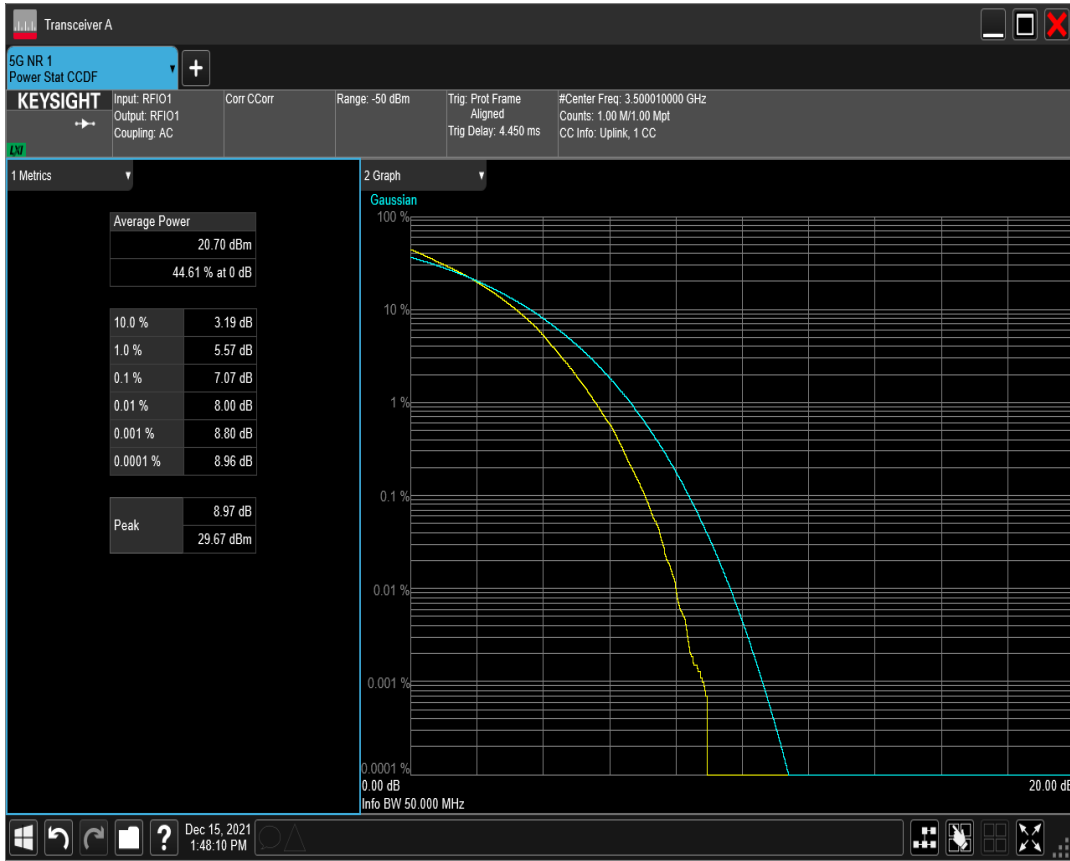 Transceiver A
5G NR 1
Power Stat CCDF
+
KEYSIGHT
LXI
Input: RFIO1
Output: RFIO1
Coupling: AC
Corr CCorr
Range: -50 dBm
Trig: Prot Frame
Aligned
Trig Delay: 4.450 ms
#Center Freq: 3.500010000 GHz
Counts: 1.00 M/1.00 Mpt
CC Info: Uplink, 1 CC
1 Metrics
Average Power
20.70 dBm
44.61 % at 0 dB
10.0 % 3.19 dB
1.0 % 5.57 dB
0.1 % 7.07 dB
0.01 % 8.00 dB
0.001 % 8.80 dB
0.0001 % 8.96 dB
Peak
8.97 dB
29.67 dBm
2 Graph
Gaussian
100 %
10 %
1 %
0.1 %
0.01 %
0.001 %
0.0001 %
0.00 dB 20.00 dB
Info BW 50.000 MHz
?
Dec 15, 2021
1:48:10 PM